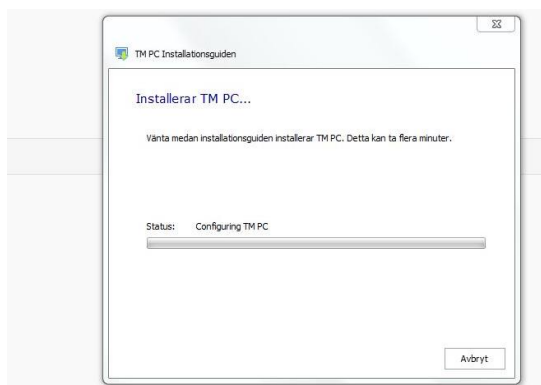 TM PC Installationsguiden
Installerar TM PC...
Vänta medan installationsguiden installerar TM PC. Detta kan ta flera minuter.
Status: Configuring TM PC
Avbryt